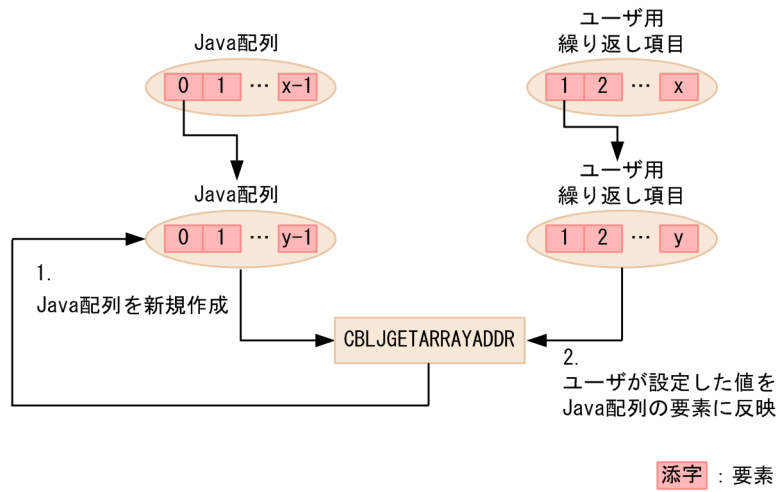 Java配列
ユーザ用
繰り返し項目
0 1 … x-1
1 2 … x
Java配列
ユーザ用
繰り返し項目
0 1 … y-1
1 2 … y
1.
Java配列を新規作成
CBLJGETARRAYADDR
2.
ユーザが設定した値を
Java配列の要素に反映
添字 : 要素